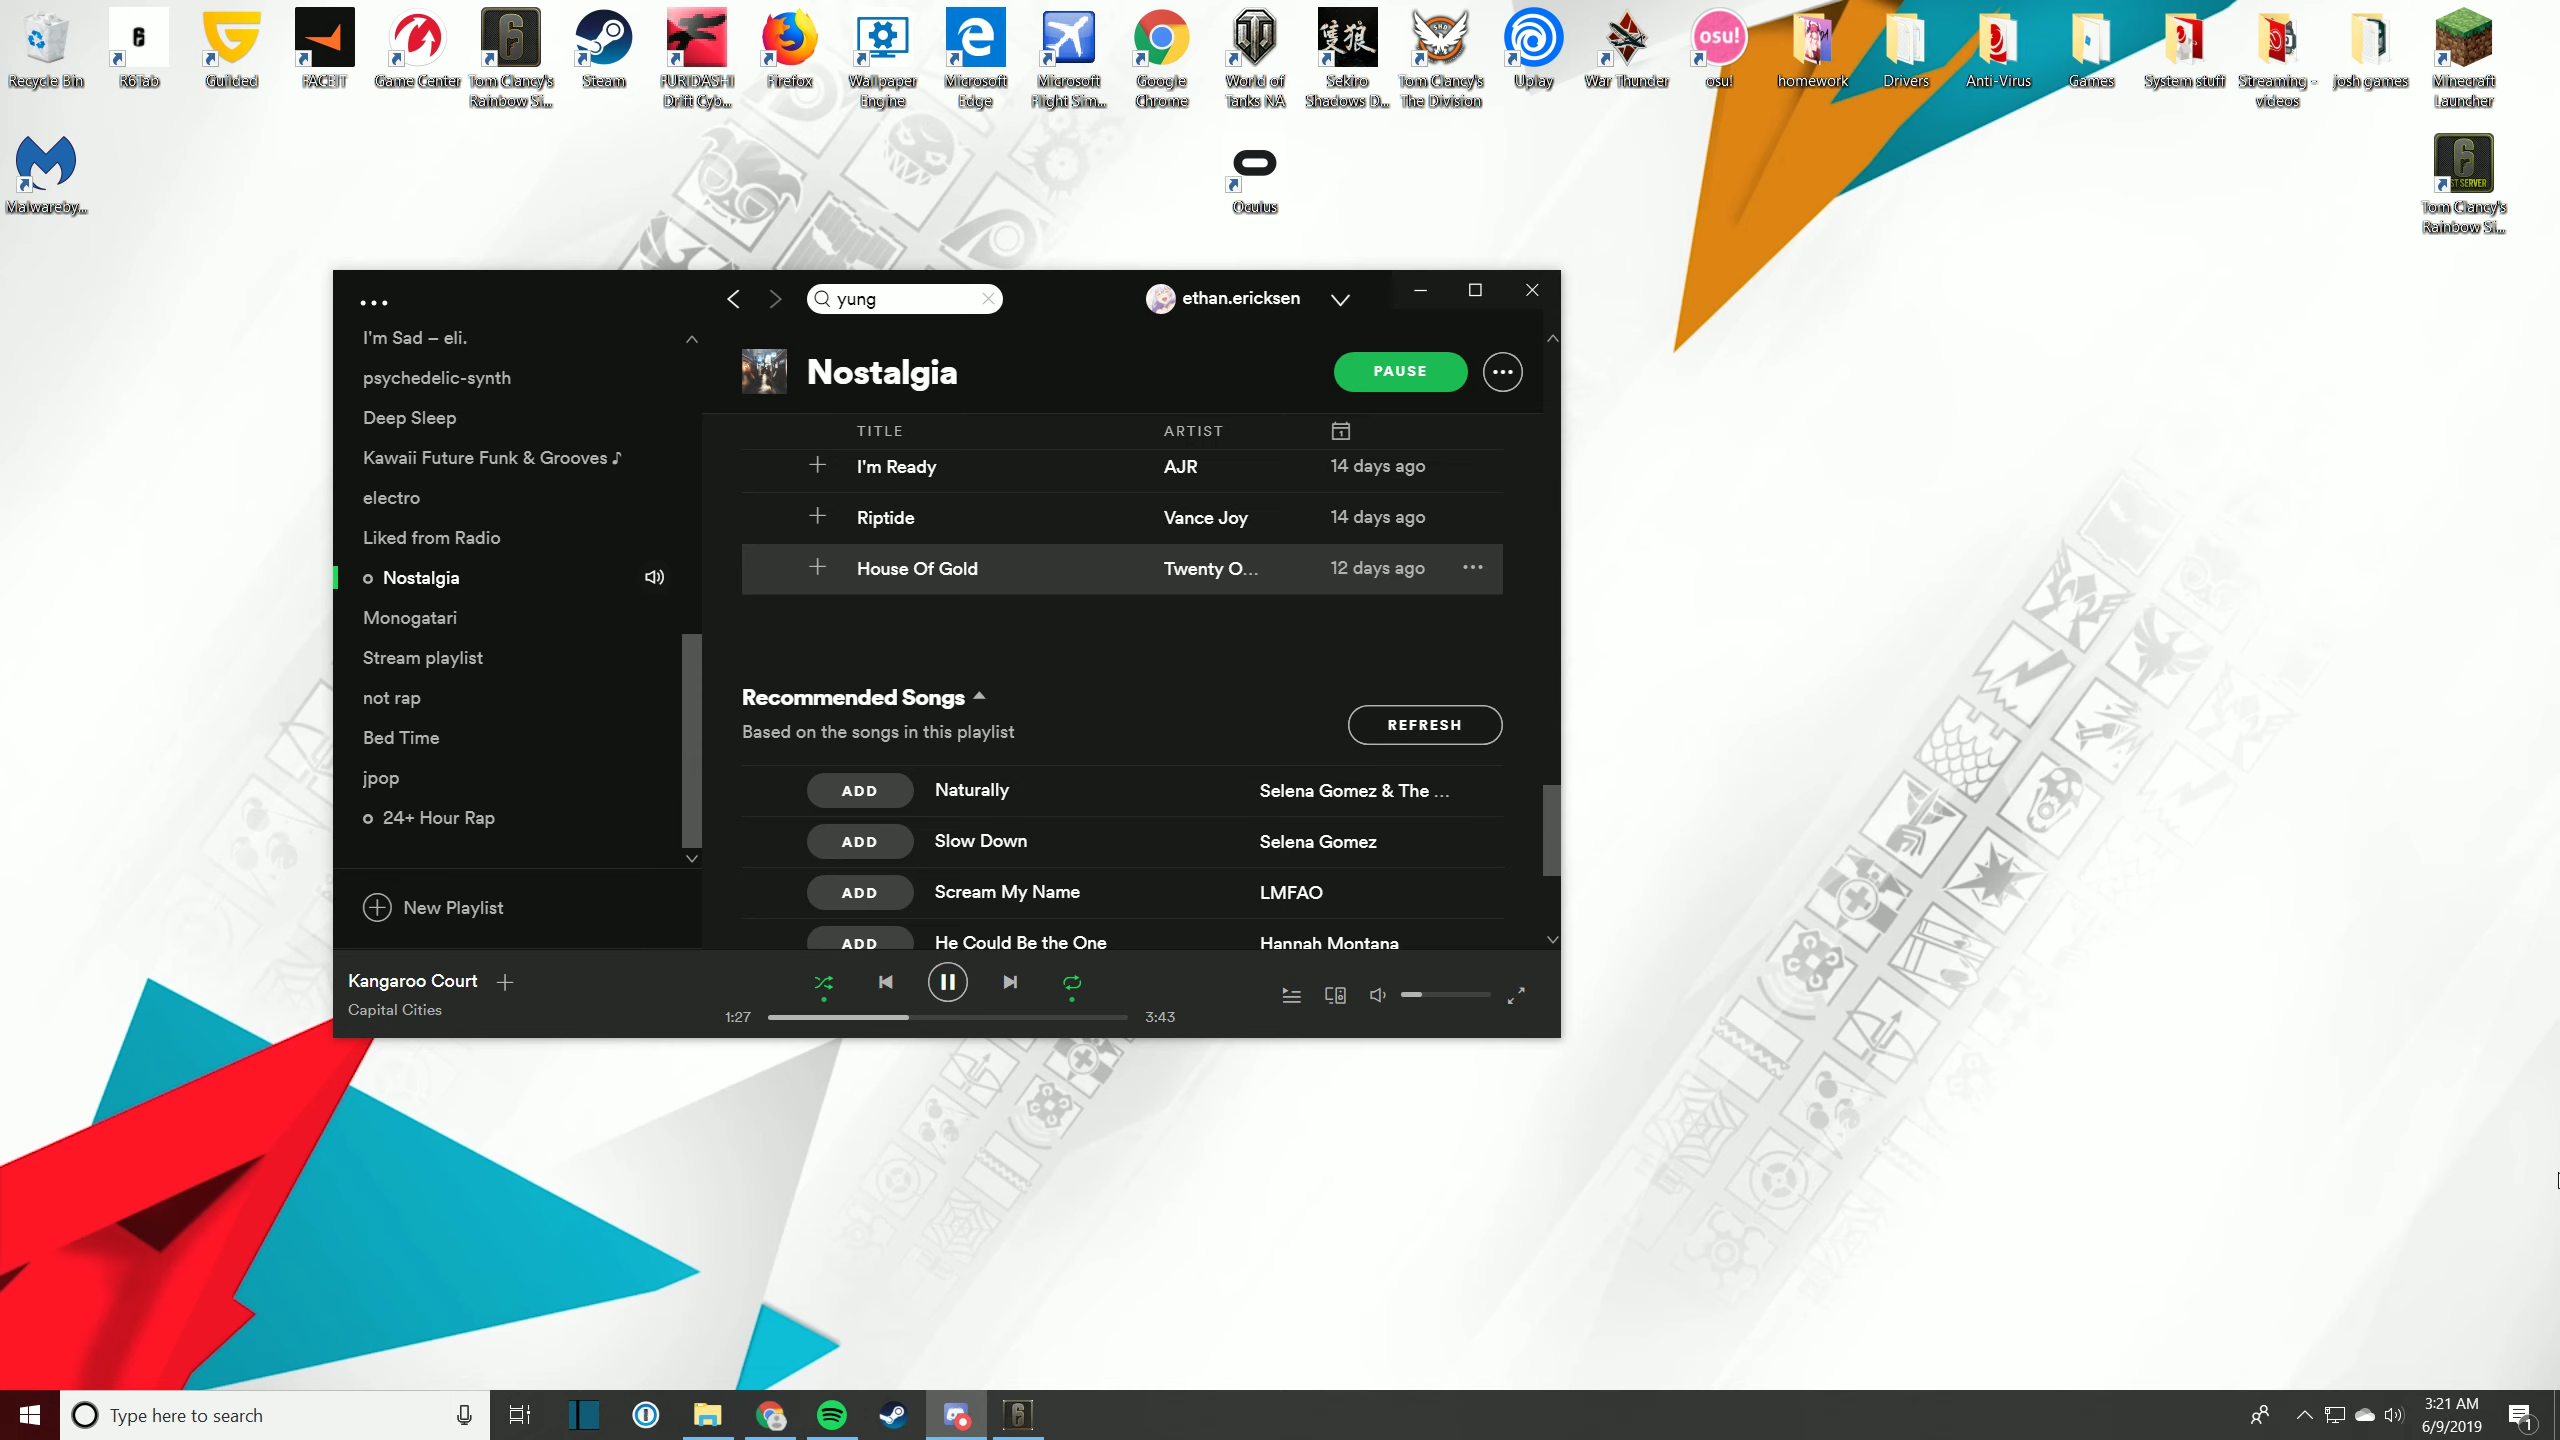 Recycle Bin
R6Tab
Guilded
FACEIT
Game Center
Tom Clancy's
Rainbow Si...
Steam
FURIDASHI
Drift Cyb...
Firefox
Wallpaper
Engine
Microsoft
Edge
Microsoft
Flight Sim...
Google
Chrome
World of
Tanks NA
Sekiro
Shadows D...
Tom Clancy's
The Division
Uplay
War Thunder
osu!
osu!
homework
Drivers
Anti-Virus
Games
System stuff
Streaming -
videos
josh games
Minecraft
Launcher
Malwareby...
Oculus
ST SERVER
Tom Clancy's
Rainbow Si...
yung
ethan.ericksen
I'm Sad – eli.
psychedelic-synth
Deep Sleep
Kawaii Future Funk & Grooves ♪
electro
Liked from Radio
Nostalgia
Monogatari
Stream playlist
not rap
Bed Time
jpop
24+ Hour Rap
New Playlist
Nostalgia
PAUSE
TITLE ARTIST
I'm Ready AJR 14 days ago
Riptide Vance Joy 14 days ago
House Of Gold Twenty O... 12 days ago
Recommended Songs
Based on the songs in this playlist
REFRESH
ADD Naturally Selena Gomez & The ...
ADD Slow Down Selena Gomez
ADD Scream My Name LMFAO
ADD He Could Be the One Hannah Montana
Kangaroo Court
Capital Cities
1:27 3:43
Type here to search
3:21 AM
6/9/2019
1